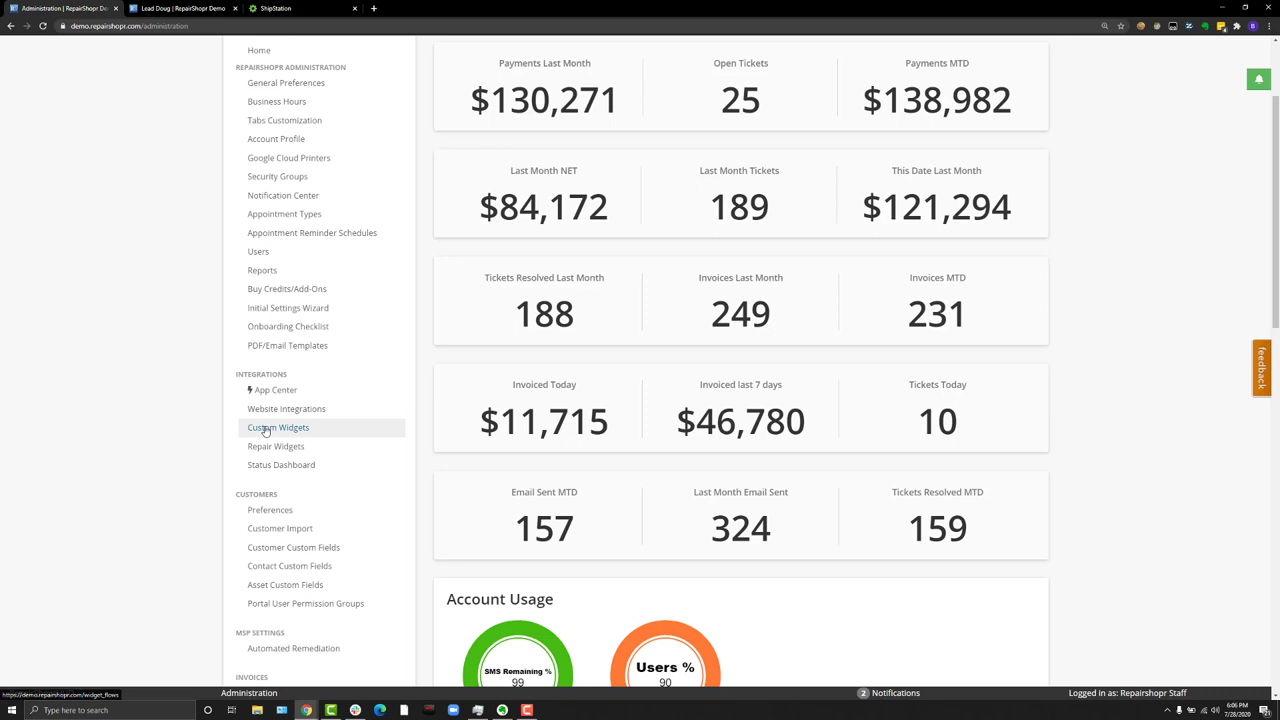 Administration | RepairShopr D
Lead Doug | RepairShopr Demo
ShipStation
demo.repairshopr.com/administration
Home
REPAIRSHOPR ADMINISTRATION
General Preferences
Business Hours
Tabs Customization
Account Profile
Google Cloud Printers
Security Groups
Notification Center
Appointment Types
Appointment Reminder Schedules
Users
Reports
Buy Credits/Add-Ons
Initial Settings Wizard
Onboarding Checklist
PDF/Email Templates
INTEGRATIONS
App Center
Website Integrations
Custom Widgets
Repair Widgets
Status Dashboard
CUSTOMERS
Preferences
Customer Import
Customer Custom Fields
Contact Custom Fields
Asset Custom Fields
Portal User Permission Groups
MSP SETTINGS
Automated Remediation
INVOICES
Payments Last Month
Open Tickets
Payments MTD
$130,271
25
$138,982
Last Month NET
Last Month Tickets
This Date Last Month
$84,172
189
$121,294
Tickets Resolved Last Month
Invoices Last Month
Invoices MTD
188
249
231
Invoiced Today
Invoiced last 7 days
Tickets Today
$11,715
$46,780
10
Email Sent MTD
Last Month Email Sent
Tickets Resolved MTD
157
324
159
Account Usage
SMS Remaining %
99
Users %
90
feedback
https://demo.repairshopr.com/widget_flows
Administration
2 Notifications
Logged in as: Repairshopr Staff
Type here to search
6:06 PM
7/28/2020